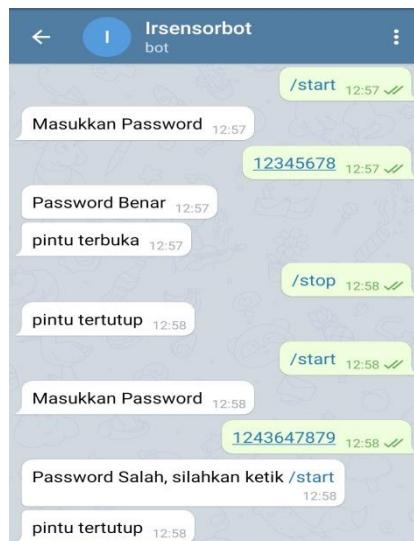 Irsensorbot
I
bot
/start 12:57
Masukkan Password 12:57
12345678 12:57
Password Benar 12:57
pintu terbuka 12:57
/stop 12:58
pintu tertutup 12:58
/start 12:58
Masukkan Password 12:58
1243647879 12:58
Password Salah, silahkan ketik /start
12:58
pintu tertutup 12:58